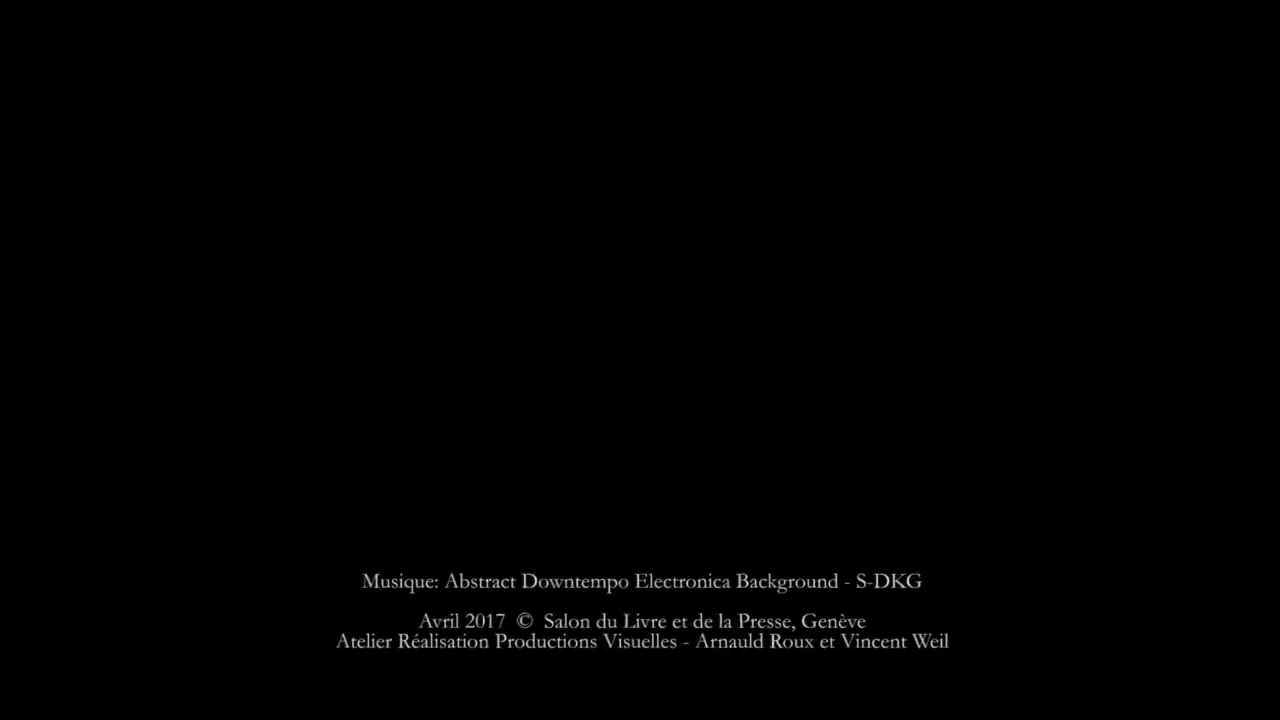 Musique: Abstract Downtempo Electronica Background - S-DKG
Avril 2017 © Salon du Livre et de la Presse, Genève
Atelier Réalisation Productions Visuelles - Arnauld Roux et Vincent Weil